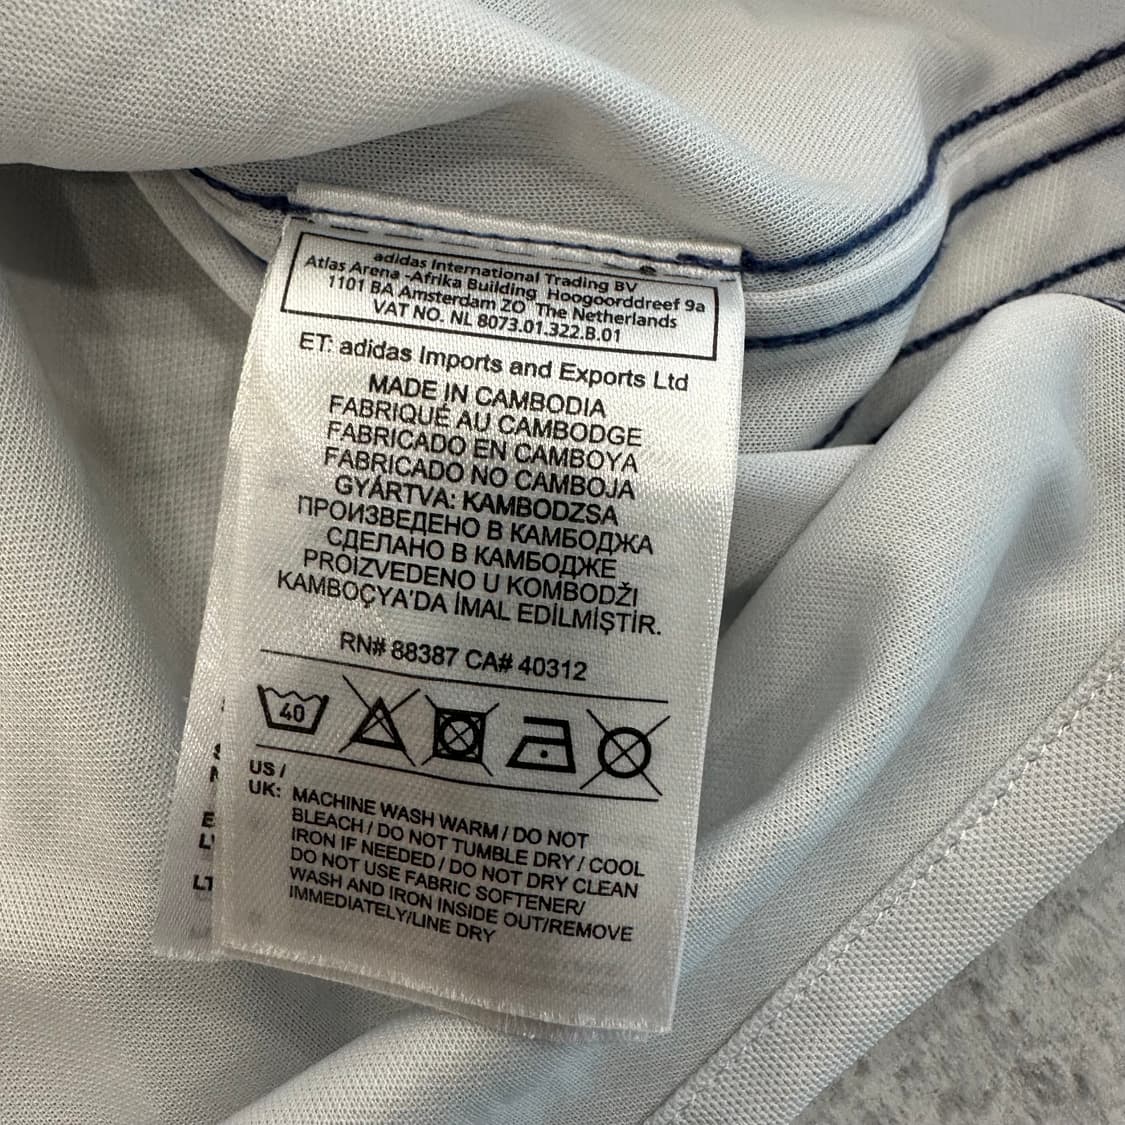 adidas International Trading BV
Atlas Arena -Afrika Building Hoogoorddreef 9a
1101 BA Amsterdam ZO The Netherlands
VAT NO. NL 8073.01.322.B.01
ET: adidas Imports and Exports Ltd
MADE IN CAMBODIA
FABRIQUÉ AU CAMBODGE
FABRICADO EN CAMBOYA
FABRICADO NO CAMBOJA
GYÁRTVA: KAMBODZSA
ПРОИЗВЕДЕНО В КАМБОДЖА
СДЕЛАНО В КАМБОДЖЕ
PROIZVEDENO U KOMBODŽI
KAMBOÇYA'DA İMAL EDİLMİŞTİR.
RN# 88387 CA# 40312
40
US /
UK: MACHINE WASH WARM / DO NOT
BLEACH / DO NOT TUMBLE DRY / COOL
IRON IF NEEDED / DO NOT DRY CLEAN
DO NOT USE FABRIC SOFTENER/
WASH AND IRON INSIDE OUT/REMOVE
IMMEDIATELY/LINE DRY